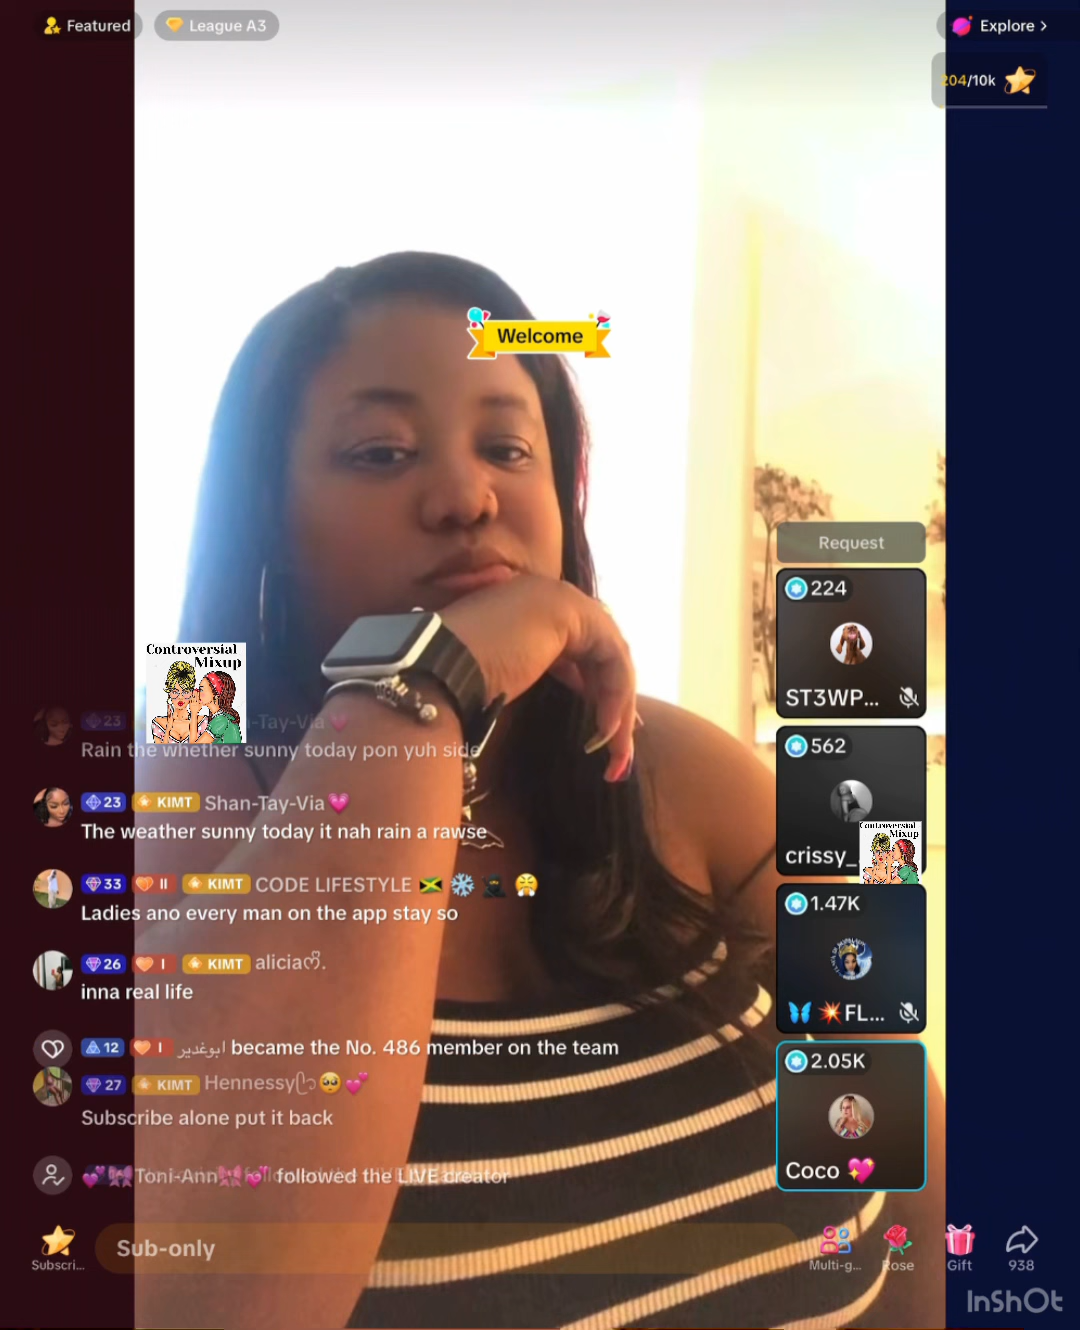 Featured
League A3
Explore >
204/10k
Welcome
Request
224
ST3WP...
562
crissy_
Controversial
Mixup
1.47K
FL...
2.05K
Coco 💖
Controversial
Mixup
23 -Tay-Via
Rain the whether sunny today pon yuh side
23 KIMT Shan-Tay-Via💗
The weather sunny today it nah rain a rawse
33 II KIMT CODE LIFESTYLE 🇯🇲 ❄️ 🥷🏿 😤
Ladies ano every man on the app stay so
26 I KIMT alicia
inna real life
12 I ابوغدير became the No. 486 member on the team
27 KIMT Hennessy 🥺 💕
Subscribe alone put it back
💕🎀Toni-Ann🎀💕 followed the LIVE creator
Subscri...
Sub-only
Multi-g...
Rose
Gift
938
InShOt